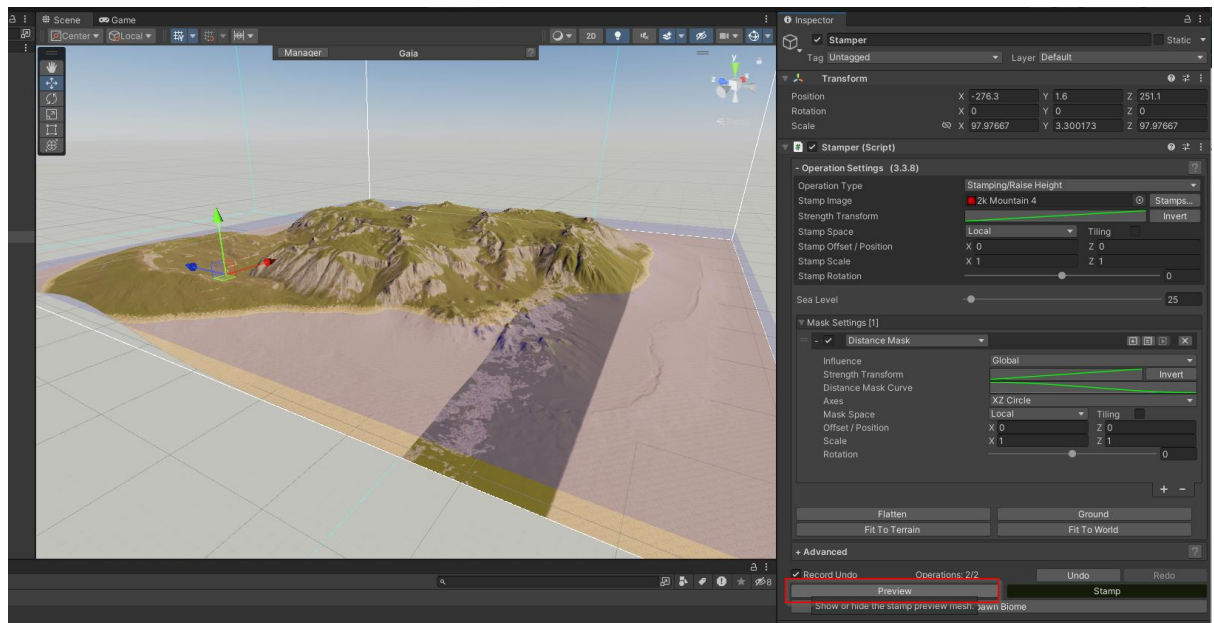 Scene Game
Center Local 2D
Manager Gaia ?
y
z
8
Inspector
Stamper Static
Tag Untagged Layer Default
Transform
Position X -276.3 Y 1.6 Z 251.1
Rotation X 0 Y 0 Z 0
Scale X 97.97667 Y 3.300173 Z 97.97667
# Stamper (Script)
- Operation Settings (3.3.8) ?
Operation Type Stamping/Raise Height
Stamp Image 2k Mountain 4 Stamps...
Strength Transform Invert
Stamp Space Local Tiling
Stamp Offset / Position X 0 Z 0
Stamp Scale X 1 Z 1
Stamp Rotation 0
Sea Level 25
Mask Settings [1]
- Distance Mask
Influence Global
Strength Transform Invert
Distance Mask Curve
Axes XZ Circle
Mask Space Local Tiling
Offset / Position X 0 Z 0
Scale X 1 Z 1
Rotation 0
+ -
Flatten Ground
Fit To Terrain Fit To World
+ Advanced ?
Record Undo Operations: 2/2 Undo Redo
Preview Stamp
Show or hide the stamp preview mesh. pawn Biome